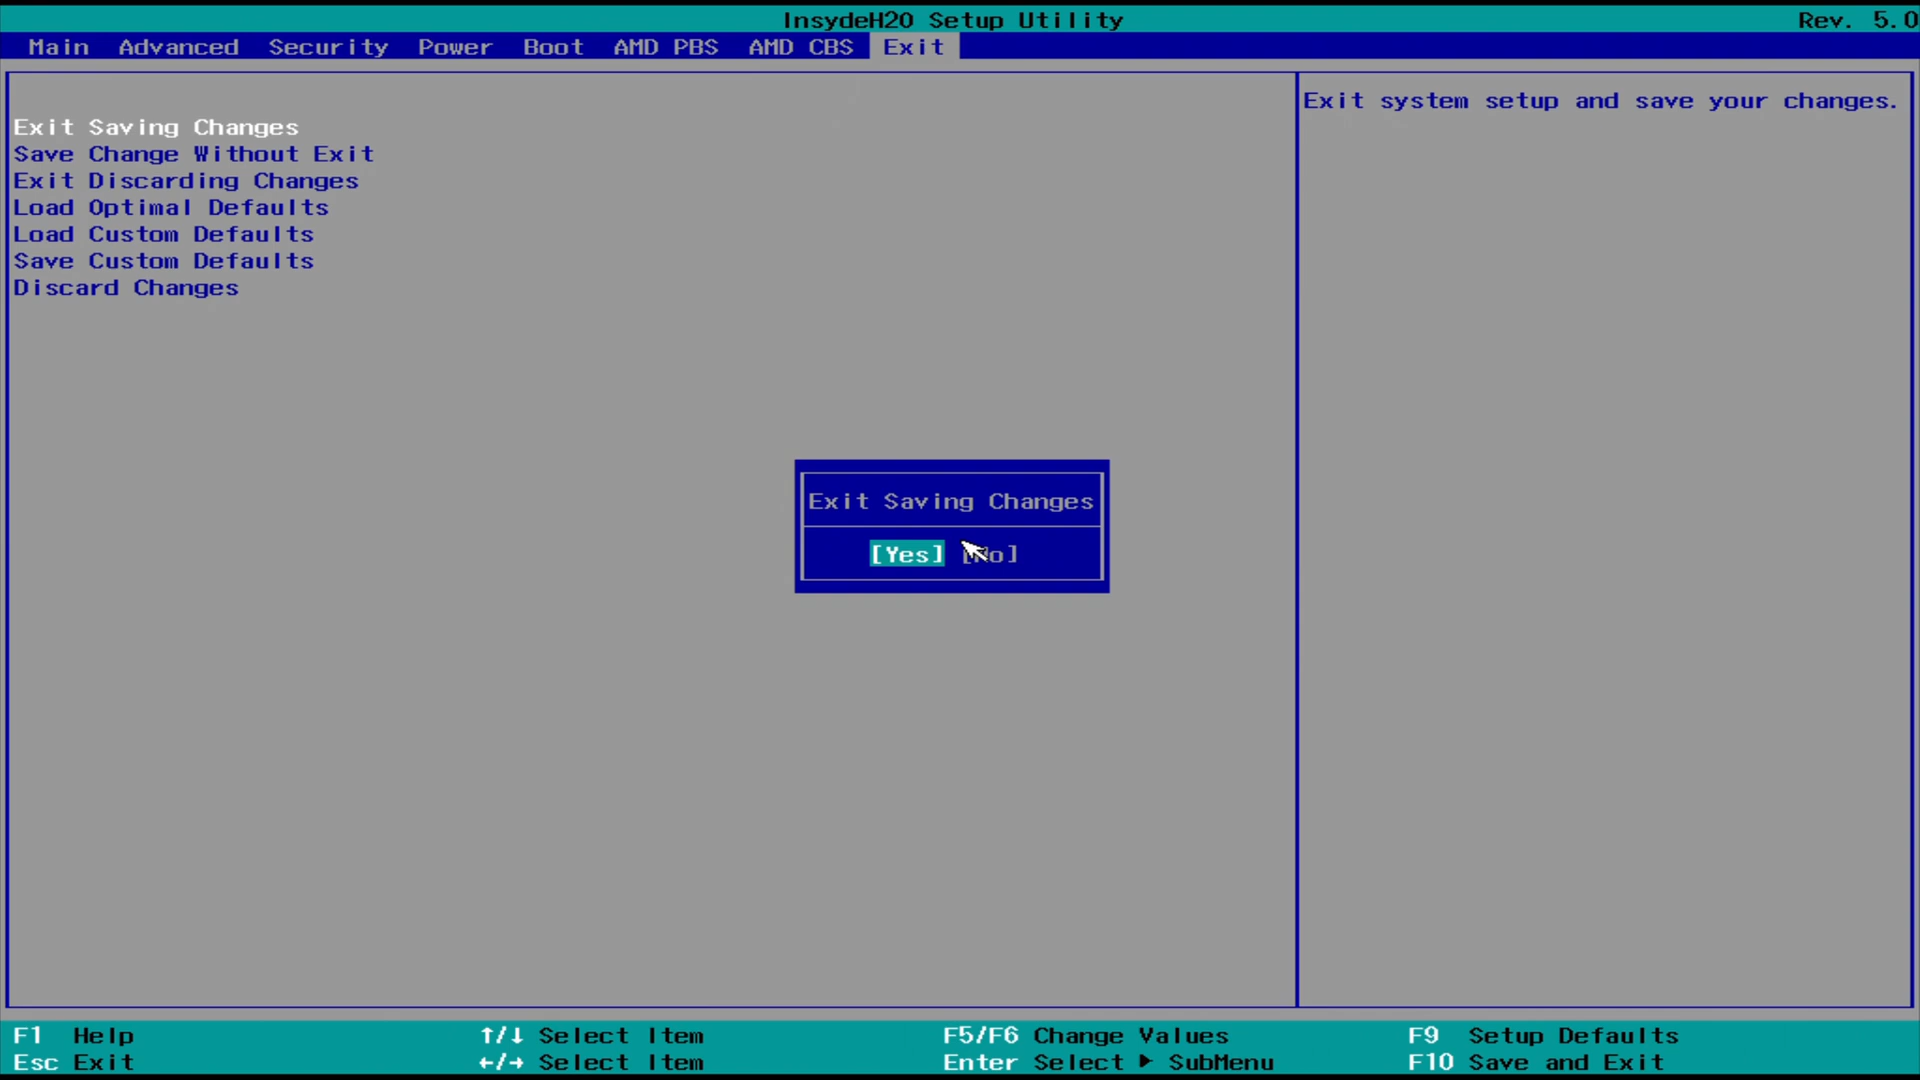 InsydeH2O Setup Utility Rev. 5.0
Main Advanced Security Power Boot AMD PBS AMD CBS Exit
Exit Saving Changes
Save Change Without Exit
Exit Discarding Changes
Load Optimal Defaults
Load Custom Defaults
Save Custom Defaults
Discard Changes
Exit system setup and save your changes.
Exit Saving Changes
[Yes] [No]
F1 Help ↑/↓ Select Item F5/F6 Change Values F9 Setup Defaults
Esc Exit ←/→ Select Item Enter Select ▶ SubMenu F10 Save and Exit